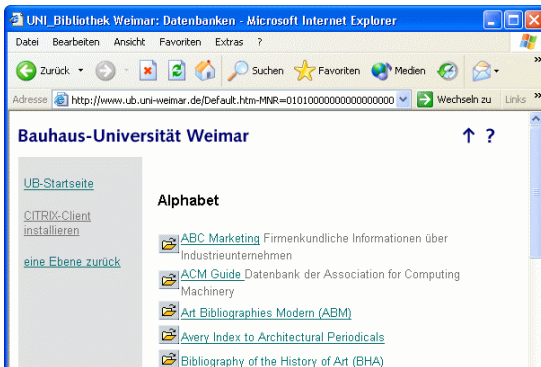 UNI_Bibliothek Weimar: Datenbanken - Microsoft Internet Explorer
Datei Bearbeiten Ansicht Favoriten Extras ?
Zurück Suchen Favoriten Medien »
Adresse http://www.ub.uni-weimar.de/Default.htm-MNR=01010000000000000000 Wechseln zu Links »
Bauhaus-Universität Weimar ↑ ?
UB-Startseite
Alphabet
CITRIX-Client
installieren
ABC Marketing Firmenkundliche Informationen über
Industrieunternehmen
eine Ebene zurück
ACM Guide Datenbank der Association for Computing
Machinery
Art Bibliographies Modern (ABM)
Avery Index to Architectural Periodicals
Bibliography of the History of Art (BHA)